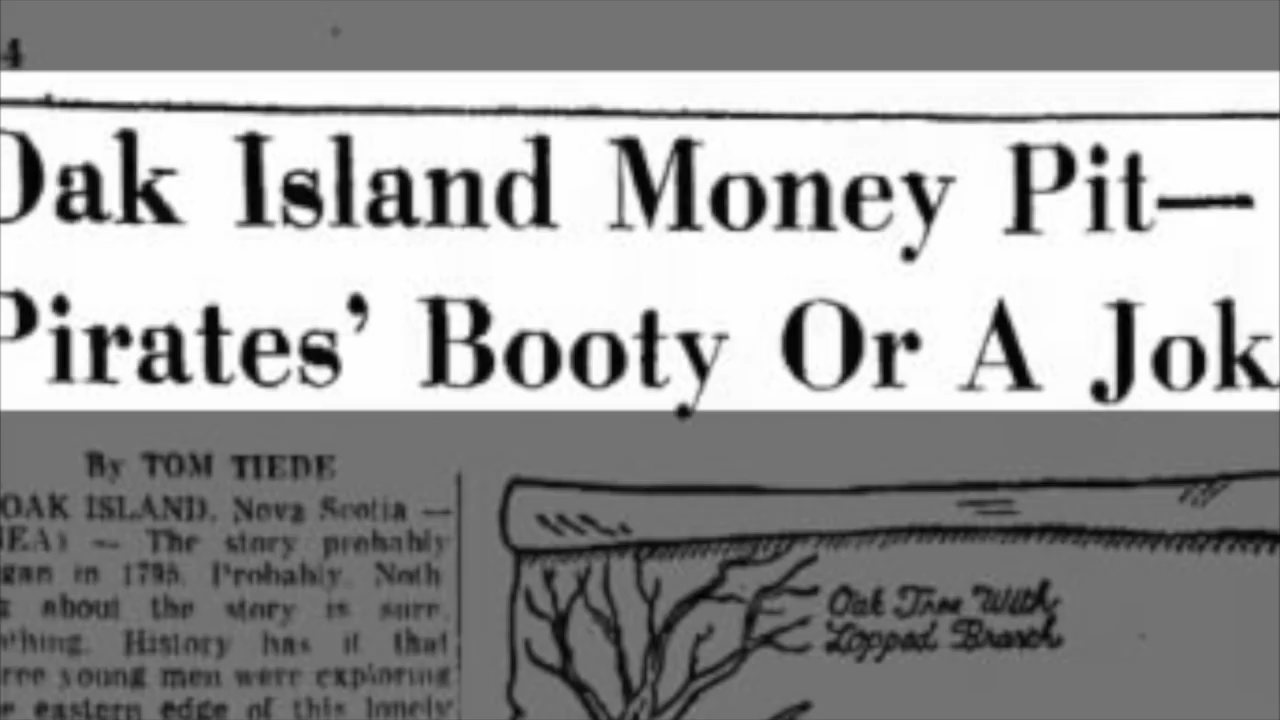 4
Oak Island Money Pit—
Pirates' Booty Or A Jok
By TOM TIEDE
OAK ISLAND, Nova Scotia —
NEA) — The story probably
gan in 1795. Probably. Noth
g about the story is sure.
othing. History has it that
ree young men were exploring
e eastern edge of this lonely
Oak Tree With
Lopped Branch